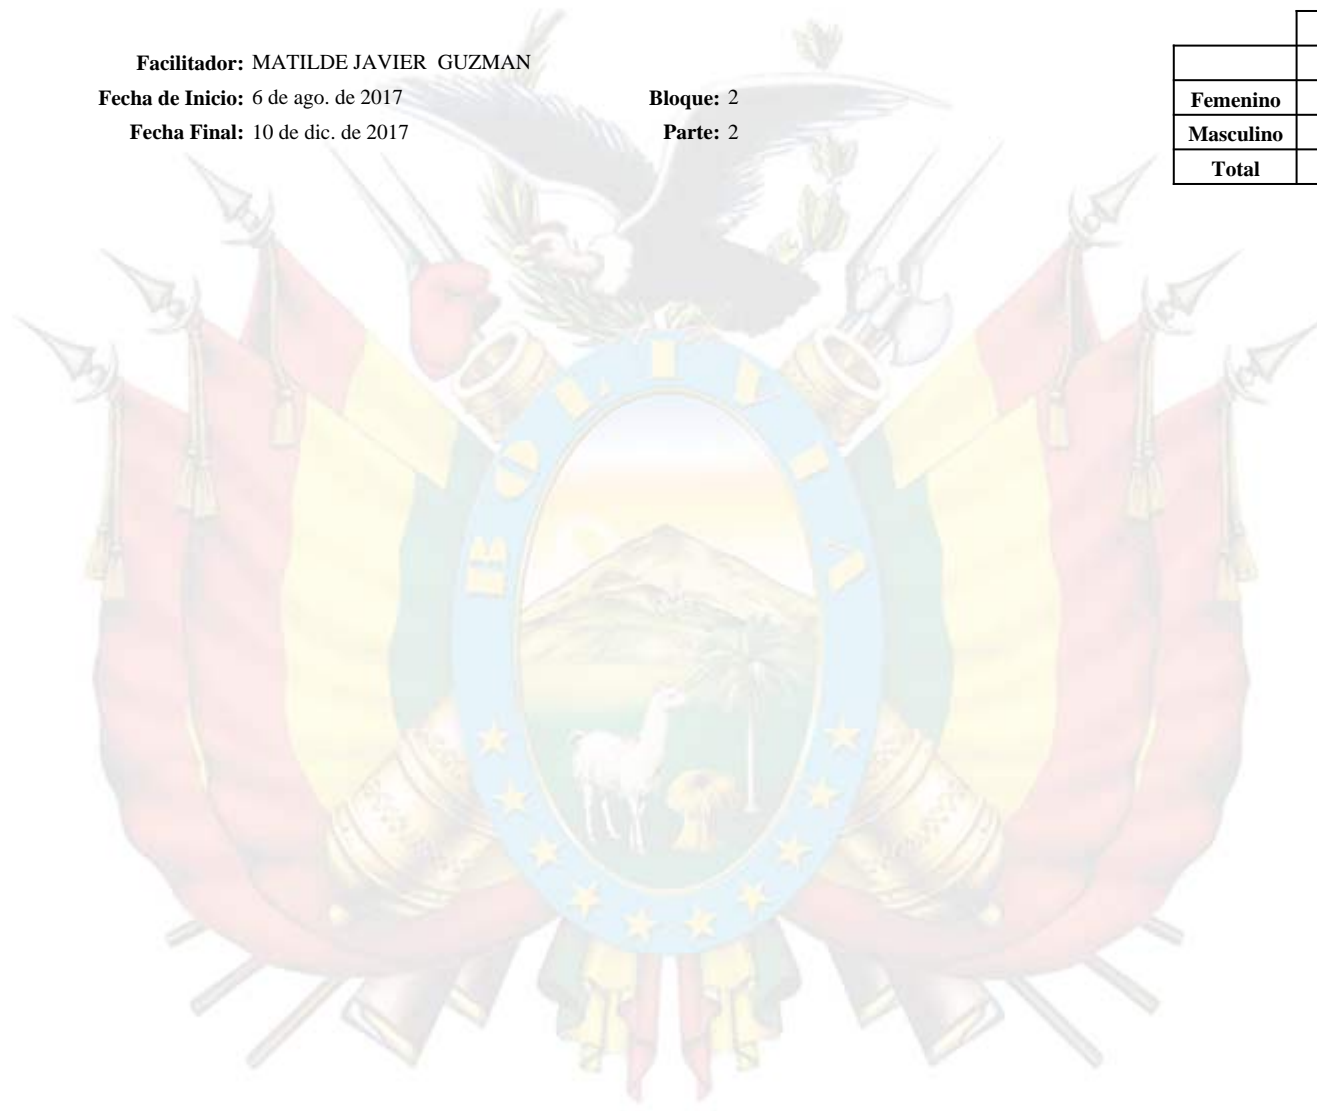 Facilitador: MATILDE JAVIER GUZMAN
Fecha de Inicio: 6 de ago. de 2017 Bloque: 2
Fecha Final: 10 de dic. de 2017 Parte: 2
Femenino
Masculino
Total
BOLIVIA